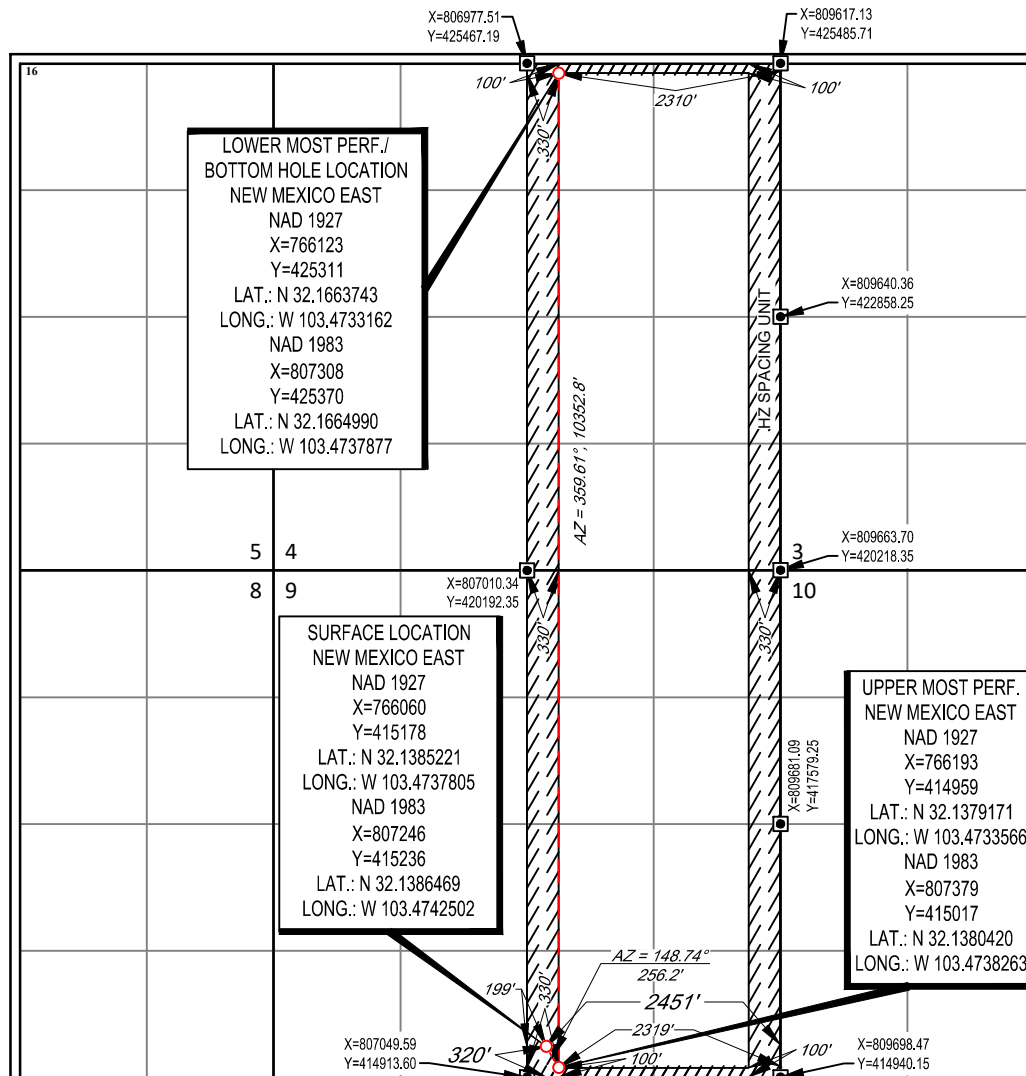 X=806977.51
Y=425467.19
X=809617.13
Y=425485.71
16
100'
2310'
100'
330'
LOWER MOST PERF./
BOTTOM HOLE LOCATION
NEW MEXICO EAST
NAD 1927
X=766123
Y=425311
LAT.: N 32.1663743
LONG.: W 103.4733162
NAD 1983
X=807308
Y=425370
LAT.: N 32.1664990
LONG.: W 103.4737877
X=809640.36
Y=422858.25
HZ SPACING UNIT
AZ = 359.61°, 10352.8'
5 4
8 9
X=807010.34
Y=420192.35
X=809663.70
Y=420218.35
3
10
330'
330'
SURFACE LOCATION
NEW MEXICO EAST
NAD 1927
X=766060
Y=415178
LAT.: N 32.1385221
LONG.: W 103.4737805
NAD 1983
X=807246
Y=415236
LAT.: N 32.1386469
LONG.: W 103.4742502
X=809681.09
Y=417579.25
UPPER MOST PERF.
NEW MEXICO EAST
NAD 1927
X=766193
Y=414959
LAT.: N 32.1379171
LONG.: W 103.4733566
NAD 1983
X=807379
Y=415017
LAT.: N 32.1380420
LONG.: W 103.4738263
AZ = 148.74°
256.2'
199'
330'
2451'
2319'
320'
100'
100'
X=807049.59
Y=414913.60
X=809698.47
Y=414940.15